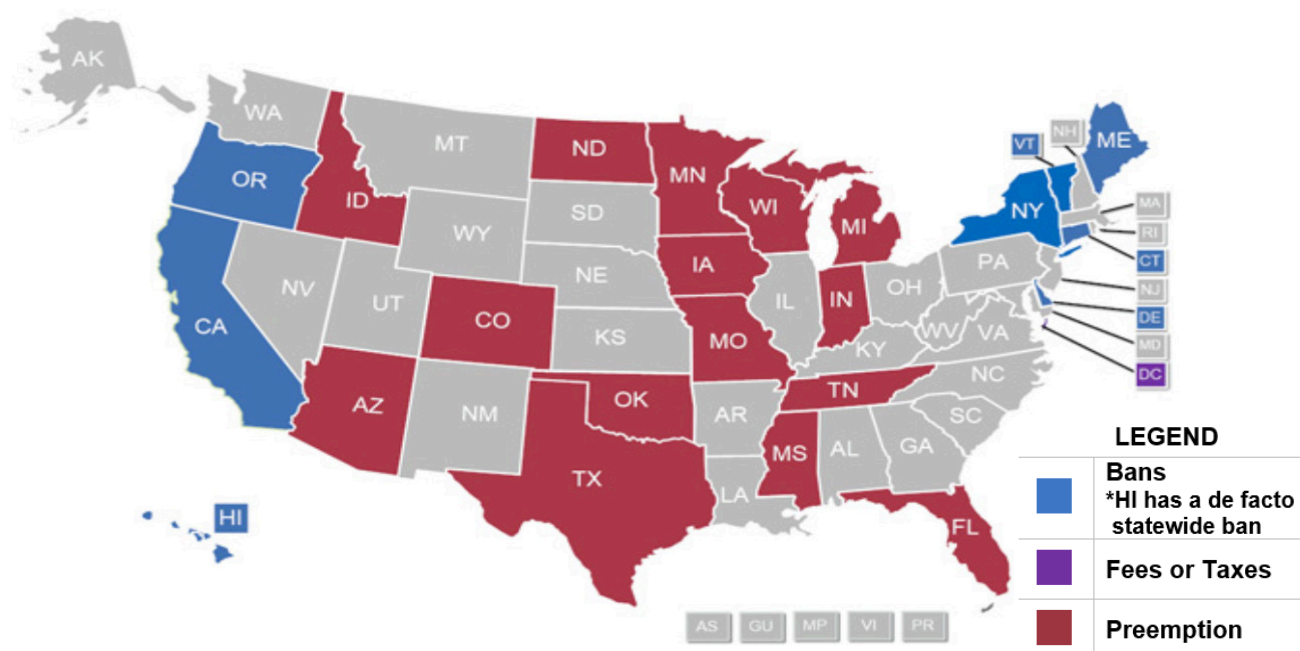 AK
WA
MT
ND
MN
VT
NH
ME
OR
ID
SD
WI
MI
NY
MA
RI
WY
IA
CT
NV
UT
CO
NE
IL
IN
OH
PA
NJ
DE
CA
KS
MO
KY
WV
VA
MD
DC
AZ
NM
OK
AR
TN
NC
SC
MS
AL
GA
TX
LA
FL
HI
AS
GU
MP
VI
PR
LEGEND
Bans
*HI has a de facto
statewide ban
Fees or Taxes
Preemption